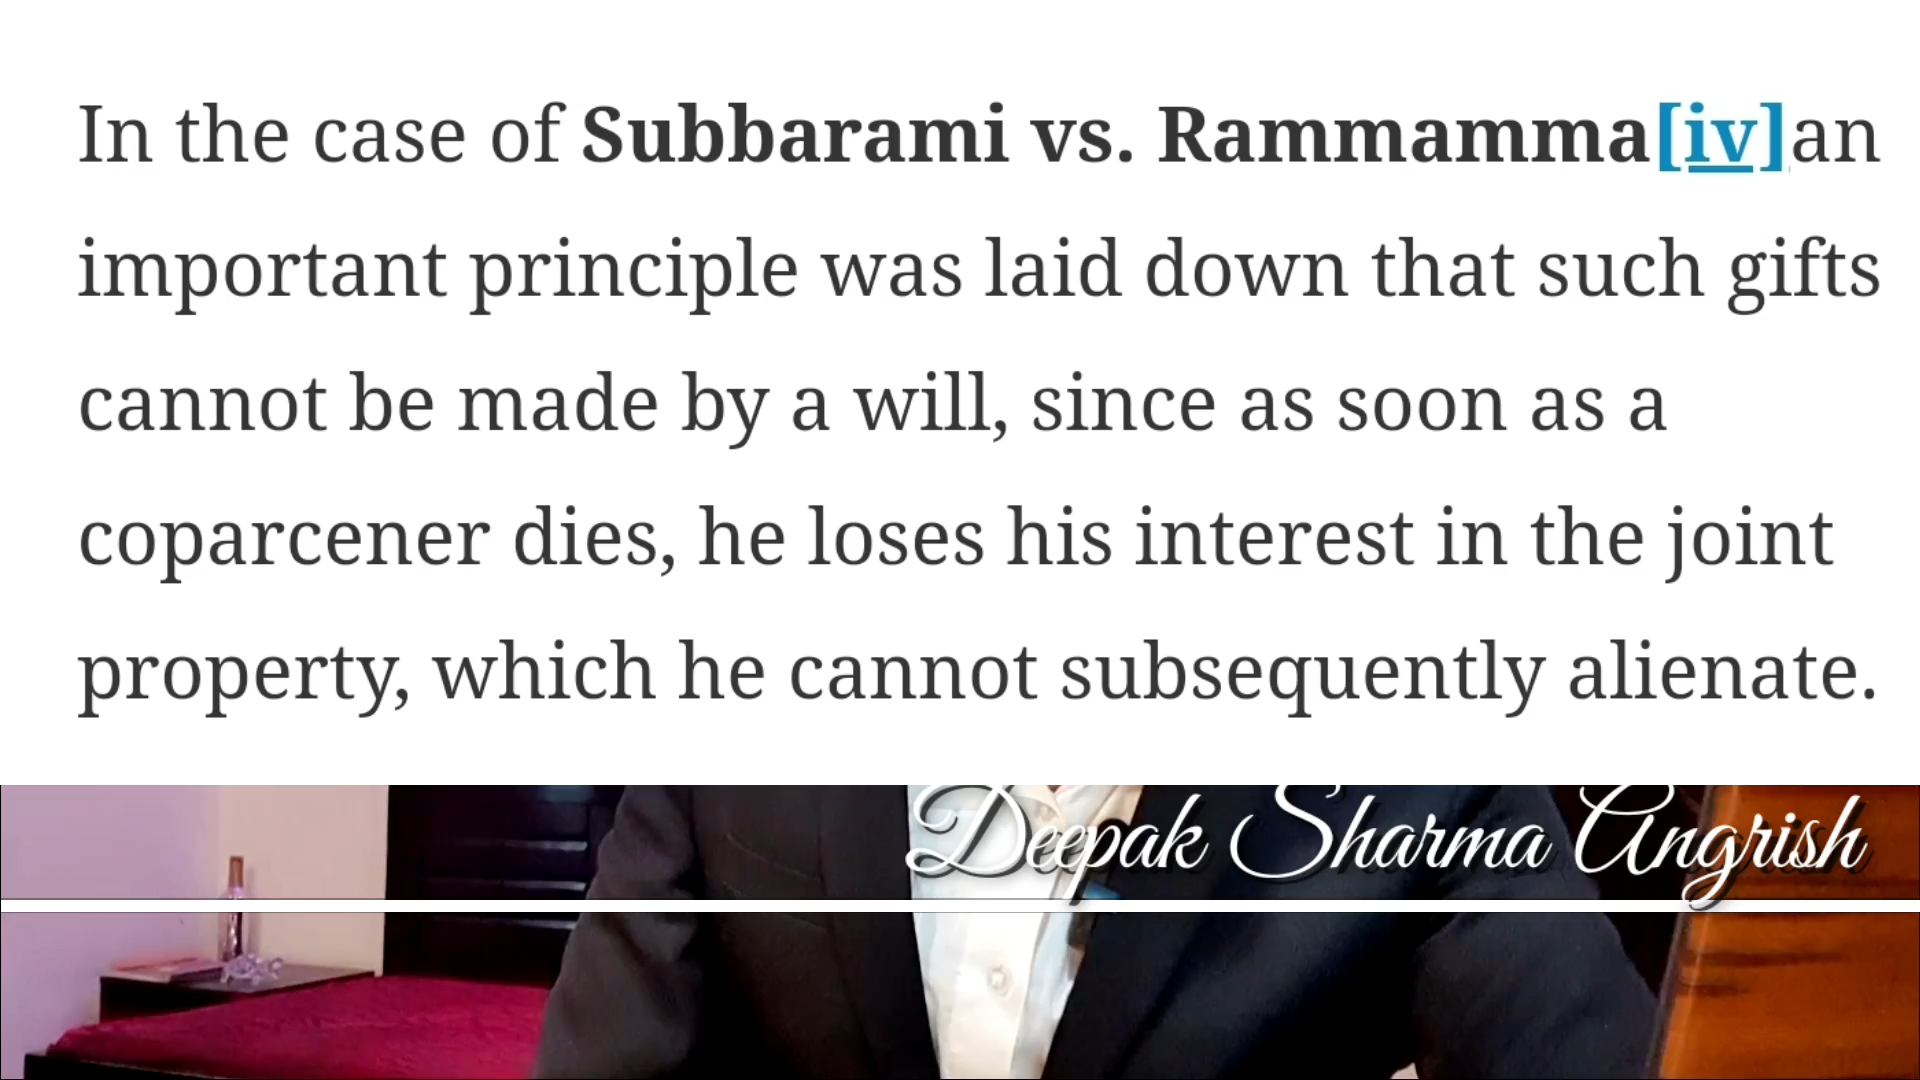 In the case of Subbarami vs. Rammamma[iv]an
important principle was laid down that such gifts
cannot be made by a will, since as soon as a
coparcener dies, he loses his interest in the joint
property, which he cannot subsequently alienate.
Deepak Sharma Angrish